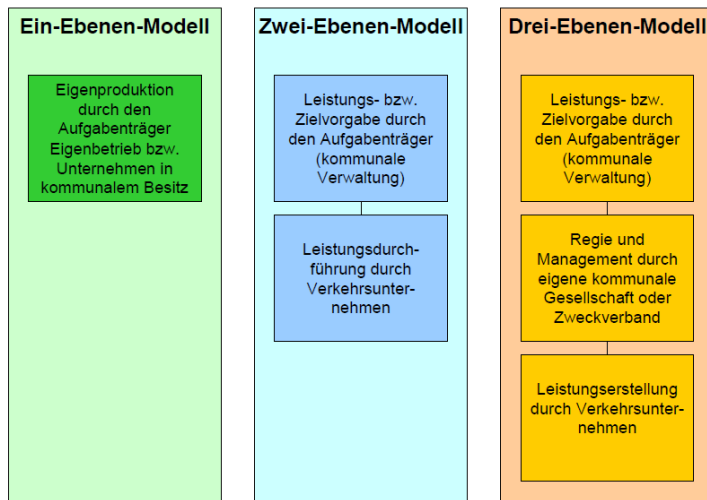 Ein-Ebenen-Modell
Eigenproduktion
durch den
Aufgabenträger
Eigenbetrieb bzw.
Unternehmen in
kommunalem Besitz
Zwei-Ebenen-Modell
Leistungs- bzw.
Zielvorgabe durch
den Aufgabenträger
(kommunale
Verwaltung)
Leistungsdurch-
führung durch
Verkehrsunter-
nehmen
Drei-Ebenen-Modell
Leistungs- bzw.
Zielvorgabe durch
den Aufgabenträger
(kommunale
Verwaltung)
Regie und
Management durch
eigene kommunale
Gesellschaft oder
Zweckverband
Leistungserstellung
durch Verkehrsunter-
nehmen